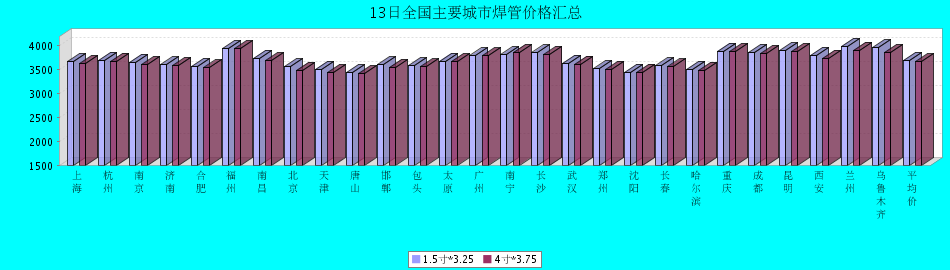 13日全国主要城市焊管价格汇总
4000
3500
3000
2500
2000
1500
上海
杭州
南京
济南
合肥
福州
南昌
北京
天津
唐山
邯郸
包头
太原
广州
南宁
长沙
武汉
郑州
沈阳
长春
哈尔滨
重庆
成都
昆明
西安
兰州
乌鲁木齐
平均价
1.5寸*3.25
4寸*3.75